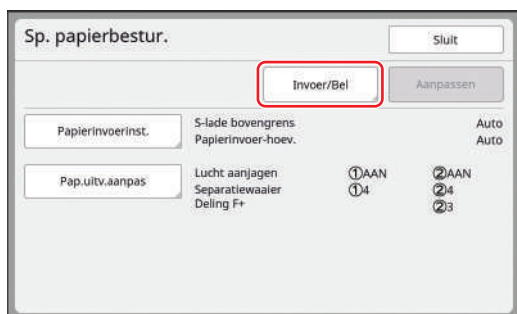 Sp. papierbestur.
Sluit
Invoer/Bel
Aanpassen
Papierinvoerinst.
S-lade bovengrens Auto
Papierinvoer-hoev. Auto
Pap.uitv.aanpas
Lucht aanjagen ①AAN ②AAN
Separatiewaaier ①4 ②4
Deling F+ ②3